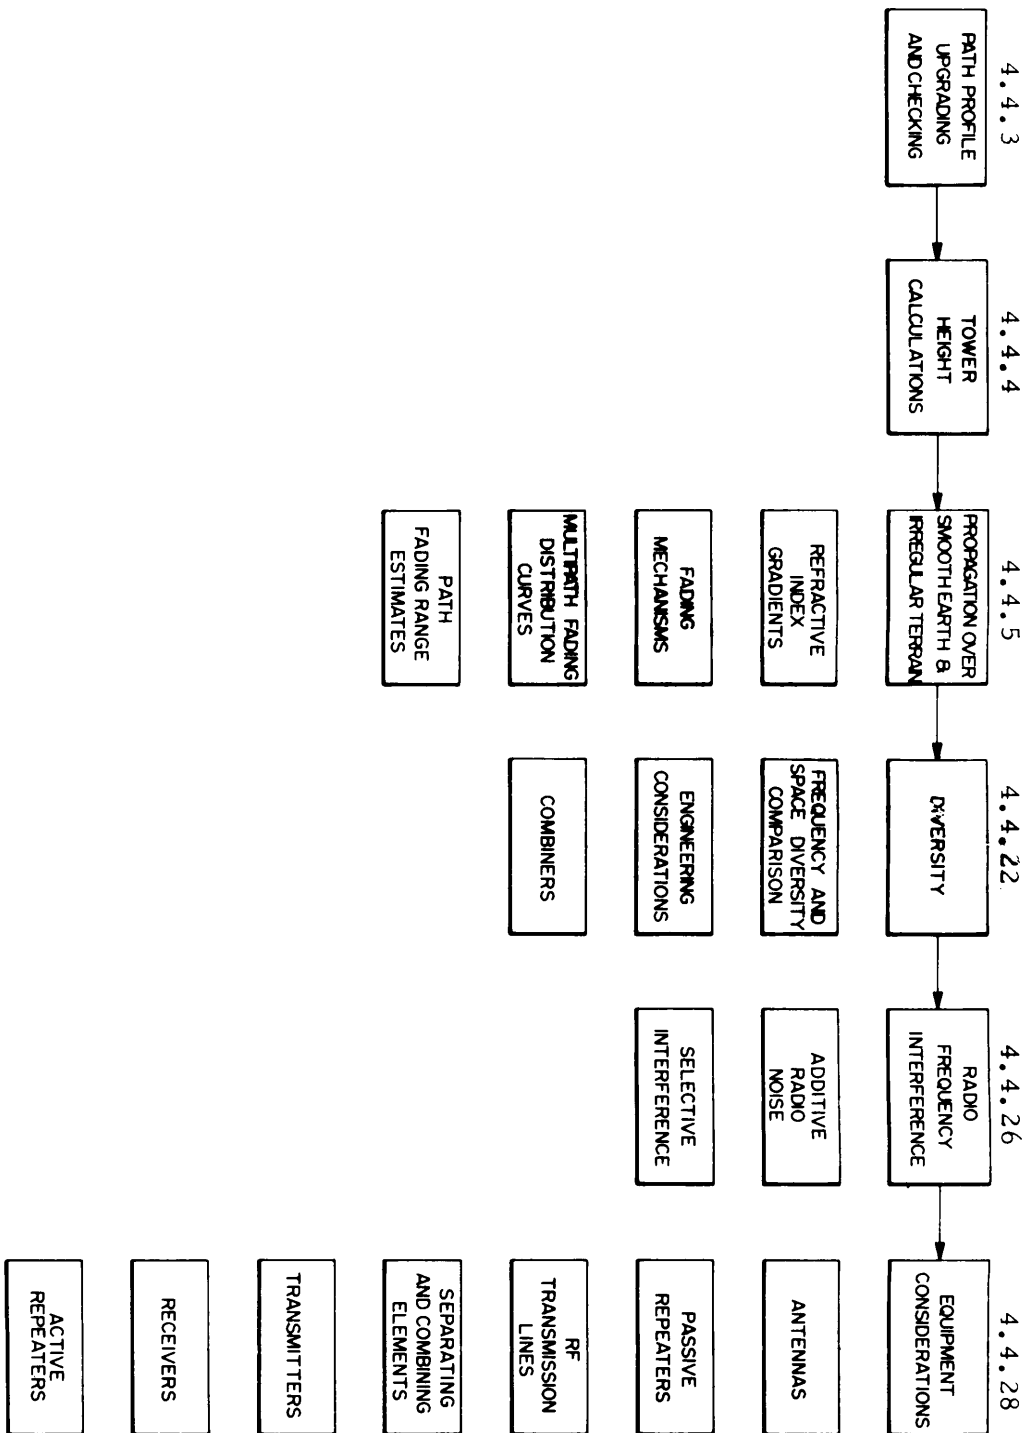 4.4.3
PATH PROFILE
UPGRADING
AND CHECKING
4.4.4
TOWER
HEIGHT
CALCULATIONS
4.4.5
PROPAGATION OVER
SMOOTH EARTH &
IRREGULAR TERRAIN
REFRACTIVE
INDEX
GRADIENTS
FADING
MECHANISMS
MULTIPATH FADING
DISTRIBUTION
CURVES
PATH
FADING RANGE
ESTIMATES
4.4.22
DIVERSITY
FREQUENCY AND
SPACE DIVERSITY
COMPARISON
ENGINEERING
CONSIDERATIONS
COMBINERS
4.4.26
RADIO
FREQUENCY
INTERFERENCE
ADDITIVE
RADIO
NOISE
SELECTIVE
INTERFERENCE
4.4.28
EQUIPMENT
CONSIDERATIONS
ANTENNAS
PASSIVE
REPEATERS
RF
TRANSMISSION
LINES
SEPARATING
AND COMBINING
ELEMENTS
TRANSMITTERS
RECEIVERS
ACTIVE
REPEATERS